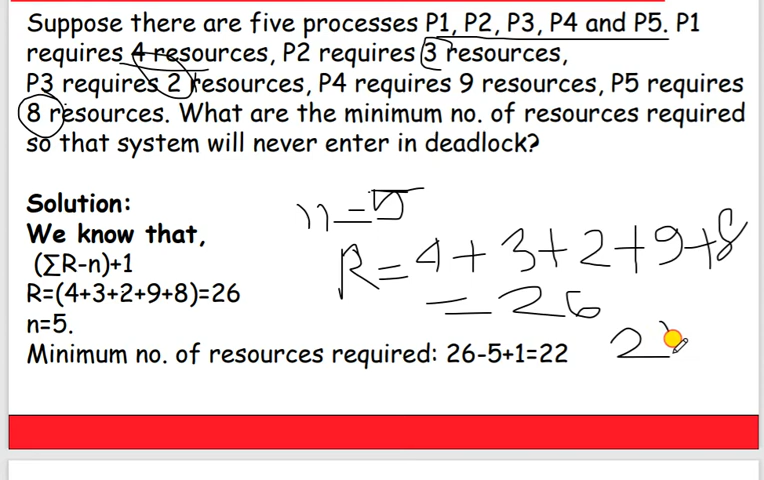 Suppose there are five processes P1, P2, P3, P4 and P5. P1
requires 4 resources, P2 requires 3 resources,
P3 requires 2 resources, P4 requires 9 resources, P5 requires
8 resources. What are the minimum no. of resources required
so that system will never enter in deadlock?
Solution:
We know that,
(∑R-n)+1
R=(4+3+2+9+8)=26
n=5.
Minimum no. of resources required: 26-5+1=22
n=5
R=4+3+2+9+8
=26
2